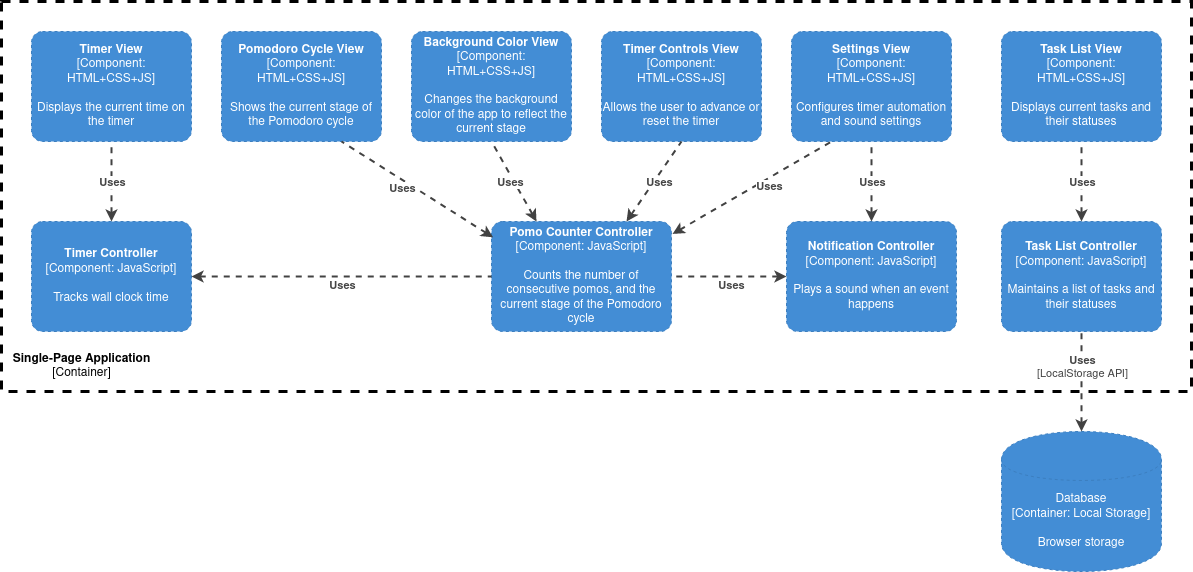 Timer View
[Component:
HTML+CSS+JS]
Displays the current time on
the timer
Pomodoro Cycle View
[Component:
HTML+CSS+JS]
Shows the current stage of
the Pomodoro cycle
Background Color View
[Component:
HTML+CSS+JS]
Changes the background
color of the app to reflect the
current stage
Timer Controls View
[Component:
HTML+CSS+JS]
Allows the user to advance or
reset the timer
Settings View
[Component:
HTML+CSS+JS]
Configures timer automation
and sound settings
Task List View
[Component:
HTML+CSS+JS]
Displays current tasks and
their statuses
Uses
Uses
Uses
Uses
Uses
Uses
Uses
Timer Controller
[Component: JavaScript]
Tracks wall clock time
Uses
Pomo Counter Controller
[Component: JavaScript]
Counts the number of
consecutive pomos, and the
current stage of the Pomodoro
cycle
Uses
Notification Controller
[Component: JavaScript]
Plays a sound when an event
happens
Task List Controller
[Component: JavaScript]
Maintains a list of tasks and
their statuses
Single-Page Application
[Container]
Uses
[LocalStorage API]
Database
[Container: Local Storage]
Browser storage